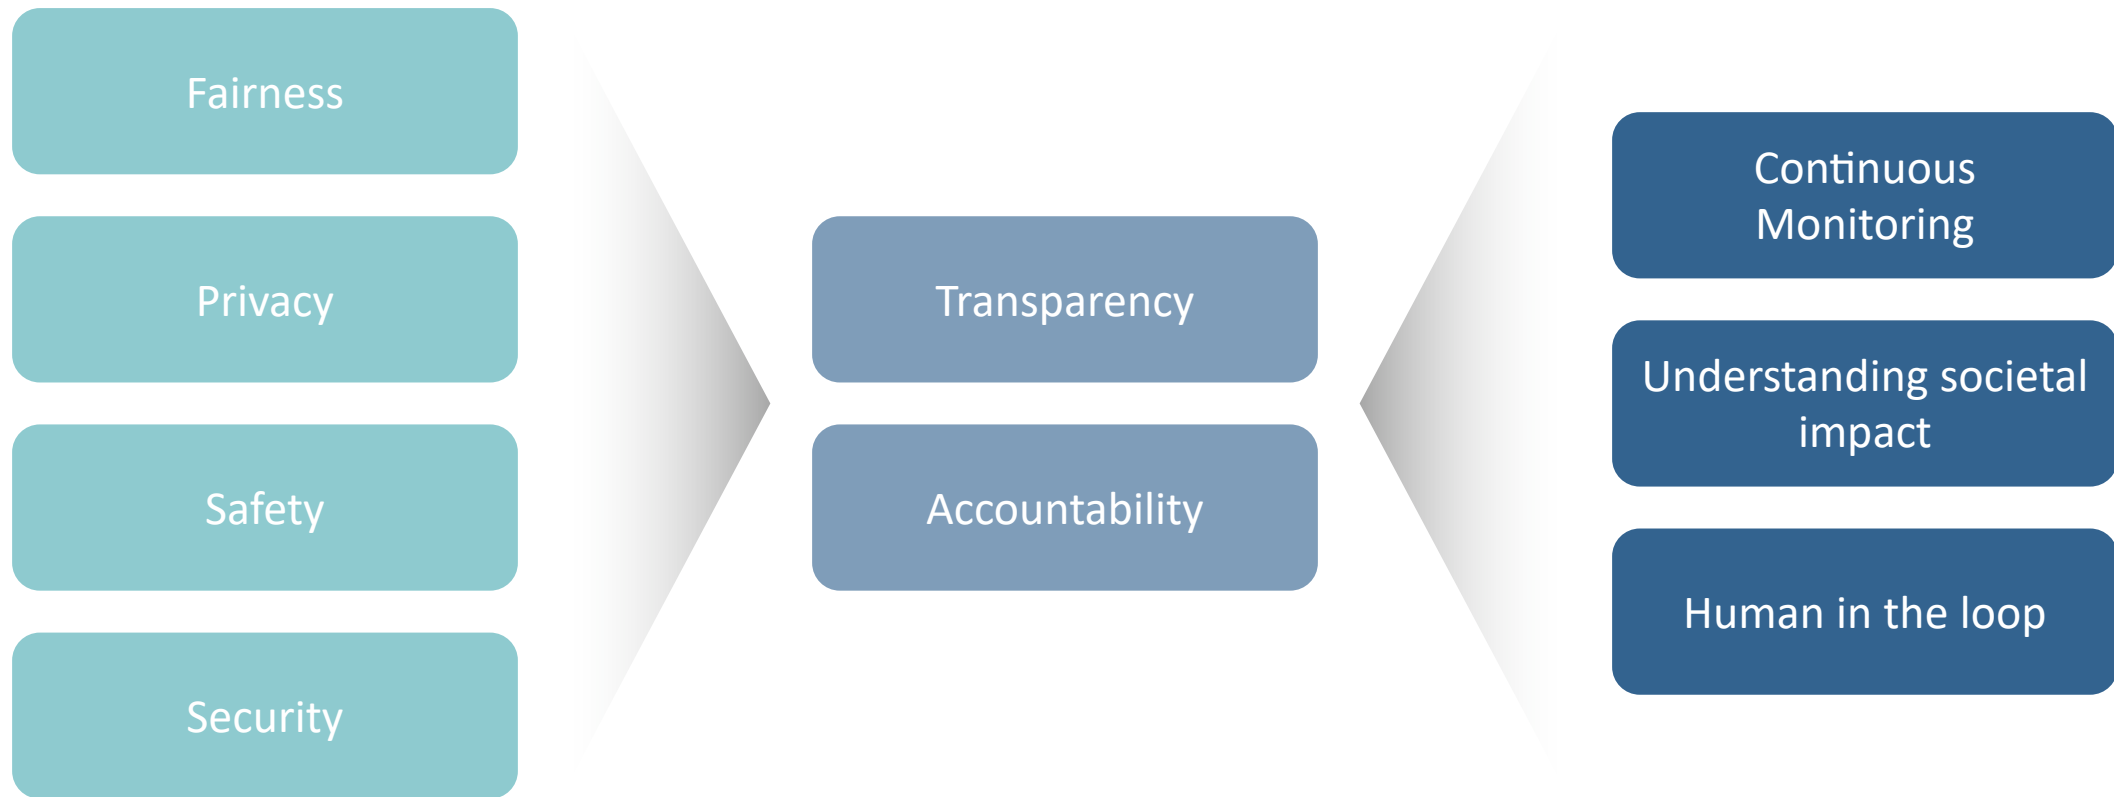 Fairness
Privacy
Safety
Security
Transparency
Accountability
Continuous
Monitoring
Understanding societal
impact
Human in the loop